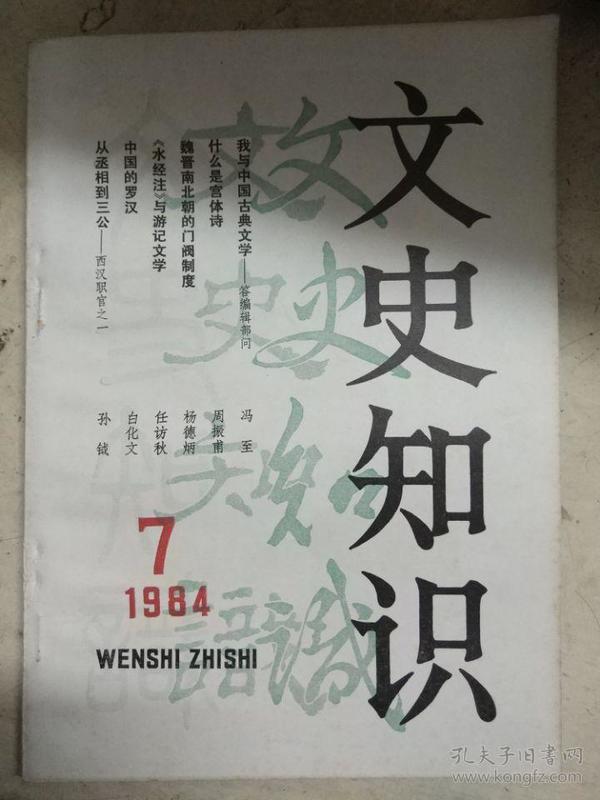 文史知识
我与中国古典文学——答编辑部问 冯至
什么是宫体诗 周振甫
魏晋南北朝的门阀制度 杨德炳
《水经注》与游记文学 任访秋
中国的罗汉 白化文
从丞相到三公——西汉职官之一 孙钺
7
1984
WENSHI ZHISHI
孔夫子旧书网
www.kongfz.com